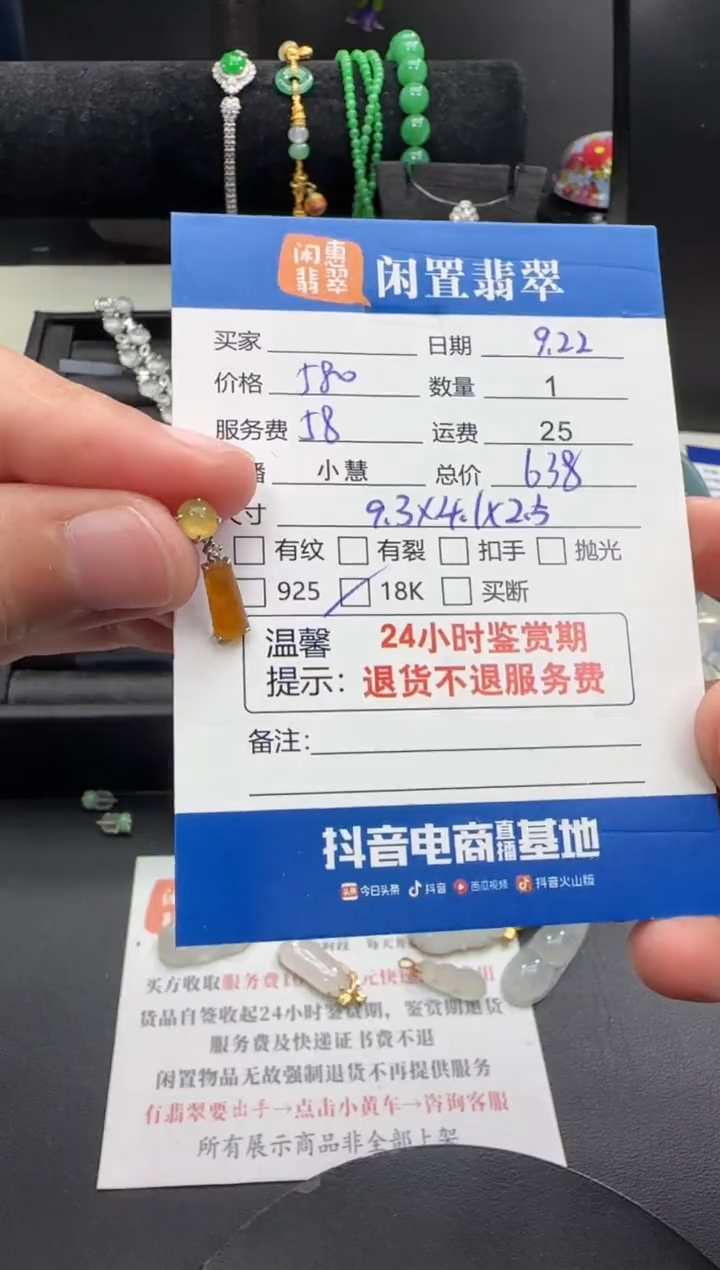 闲惠翡翠 闲置翡翠
买家 日期 9.22
价格 580 数量 1
服务费 58 运费 25
播 小慧 总价 638
寸 9.3X4.1X2.5
有纹 有裂 扣手 抛光
925 18K 买断
温馨提示: 24小时鉴赏期
退货不退服务费
备注:
抖音电商直播基地
头条 今日头条 抖音 西瓜视频 抖音火山版
买方收取服务费
货品自签收起24小时鉴赏期，鉴赏期退货
服务费及快递证书费不退
闲置物品无故强制退货不再提供服务
有翡翠要出手→点击小黄车→咨询客服
所有展示商品非全部上架